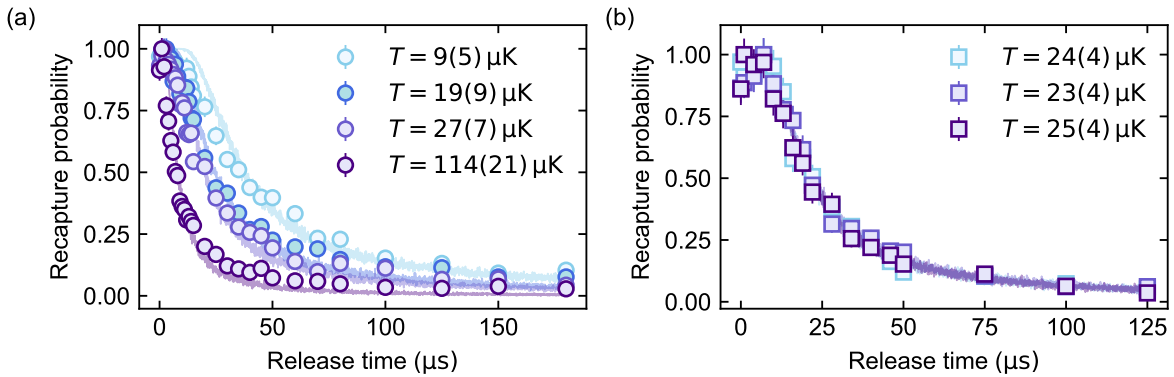 (a)
1.00
0.75
0.50
0.25
0.00
Recapture probability
T = 9(5) μK
T = 19(9) μK
T = 27(7) μK
T = 114(21) μK
0
50
100
150
Release time (μs)
(b)
1.00
0.75
0.50
0.25
0.00
Recapture probability
T = 24(4) μK
T = 23(4) μK
T = 25(4) μK
0
25
50
75
100
125
Release time (μs)